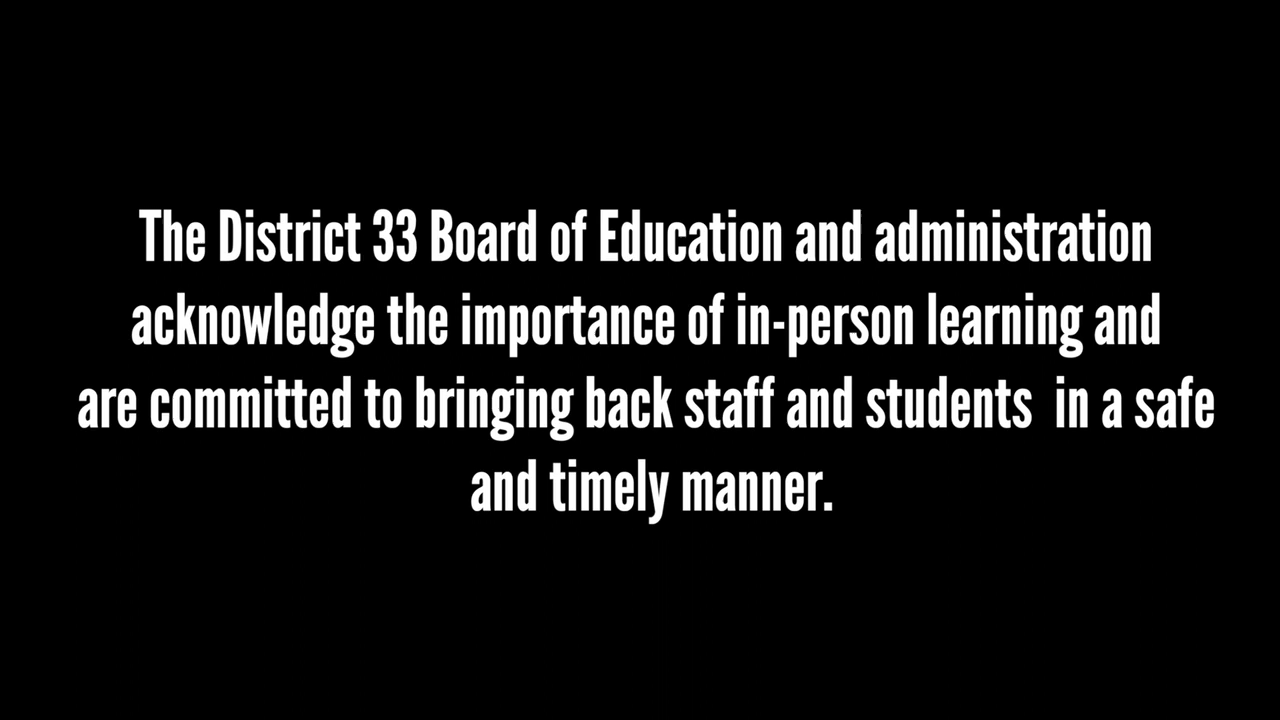 The District 33 Board of Education and administration
acknowledge the importance of in-person learning and
are committed to bringing back staff and students  in a safe
and timely manner.